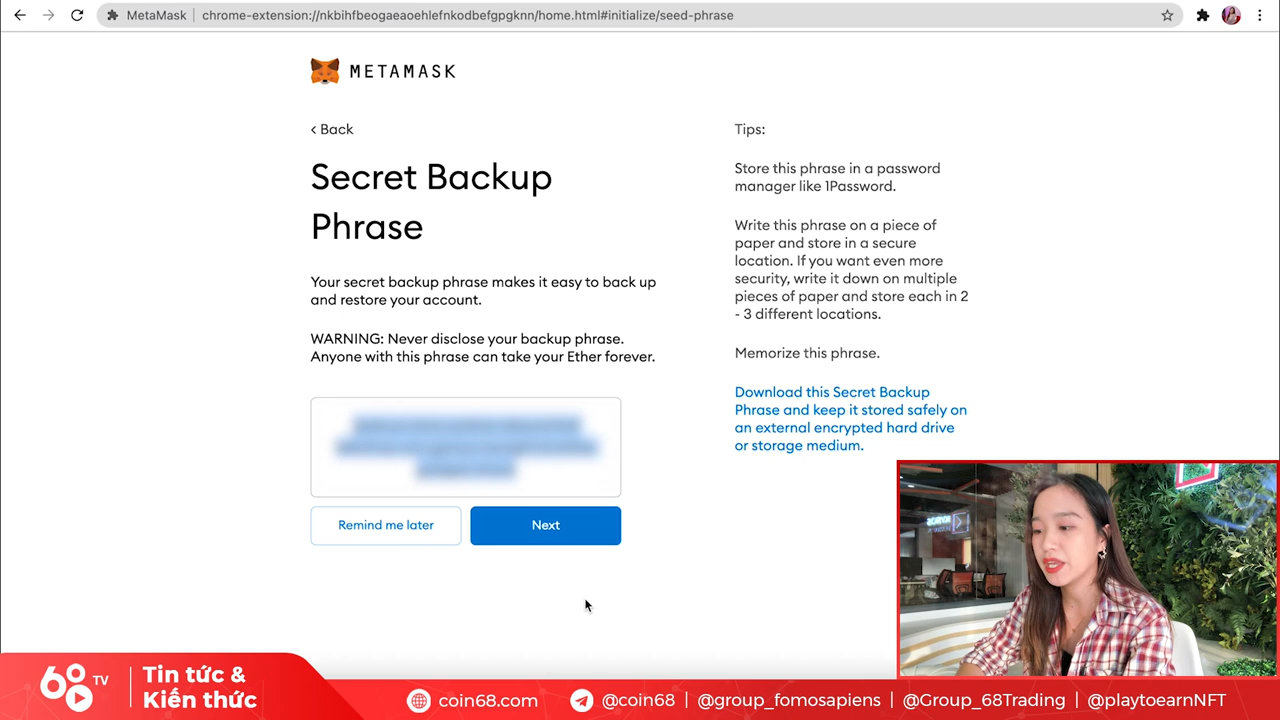 MetaMask
chrome-extension://nkbihfbeogaeaoehlefnkodbefgpgknn/home.html#initialize/seed-phrase
METAMASK
< Back
Secret Backup
Phrase
Your secret backup phrase makes it easy to back up
and restore your account.
WARNING: Never disclose your backup phrase.
Anyone with this phrase can take your Ether forever.
Remind me later
Next
Tips:
Store this phrase in a password
manager like 1Password.
Write this phrase on a piece of
paper and store in a secure
location. If you want even more
security, write it down on multiple
pieces of paper and store each in 2
- 3 different locations.
Memorize this phrase.
Download this Secret Backup
Phrase and keep it stored safely on
an external encrypted hard drive
or storage medium.
68 TV
Tin tức &
Kiến thức
coin68.com
@coin68 | @group_fomosapiens | @Group_68Trading | @playtoearnNFT